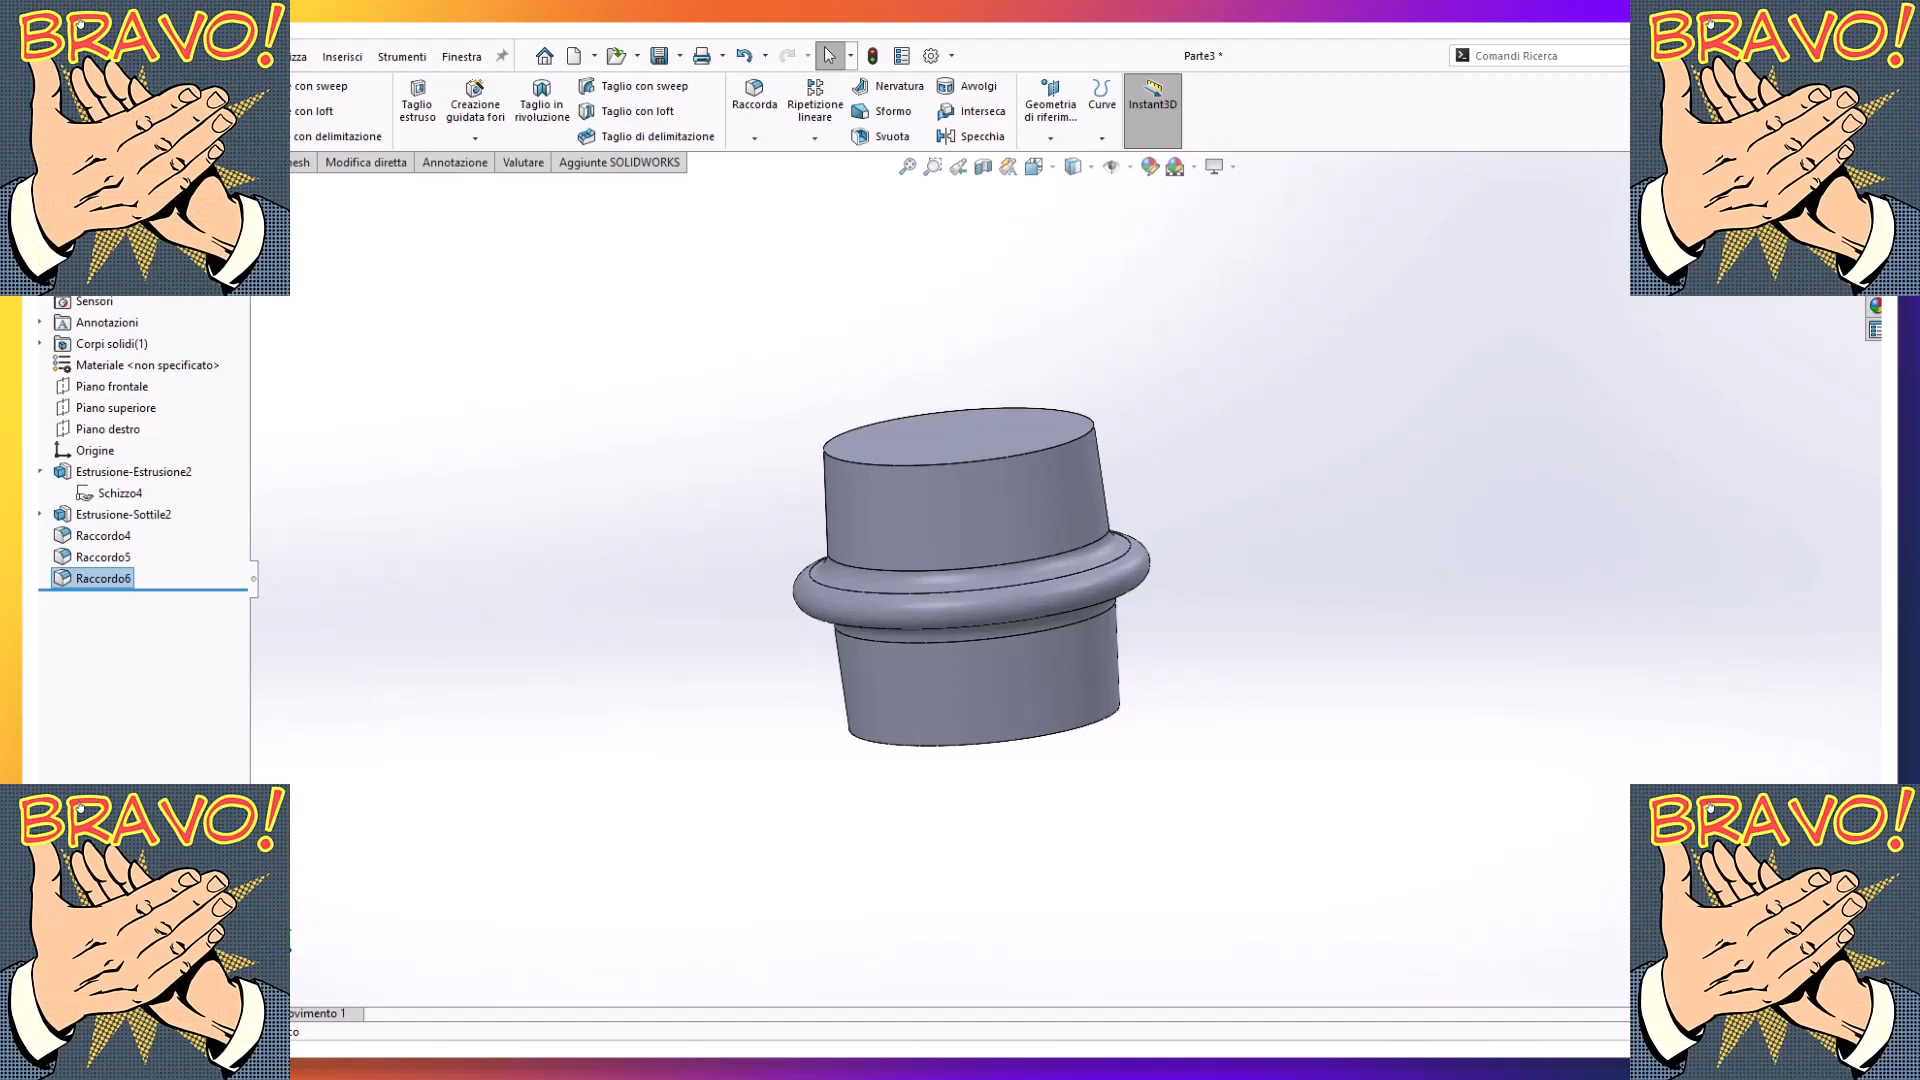 BRAVO!
BRAVO!
izza Inserisci Strumenti Finestra
Parte3 *
Comandi Ricerca
e con sweep
e con loft
e con delimitazione
Taglio estruso
Creazione guidata fori
Taglio in rivoluzione
Taglio con sweep
Taglio con loft
Taglio di delimitazione
Raccorda
Ripetizione lineare
Nervatura
Sformo
Svuota
Avvolgi
Interseca
Specchia
Geometria di riferim...
Curve
Instant3D
mesh Modifica diretta Annotazione Valutare Aggiunte SOLIDWORKS
Sensori
Annotazioni
Corpi solidi(1)
Materiale <non specificato>
Piano frontale
Piano superiore
Piano destro
Origine
Estrusione-Estrusione2
Schizzo4
Estrusione-Sottile2
Raccordo4
Raccordo5
Raccordo6
BRAVO!
BRAVO!
ovimento 1
to